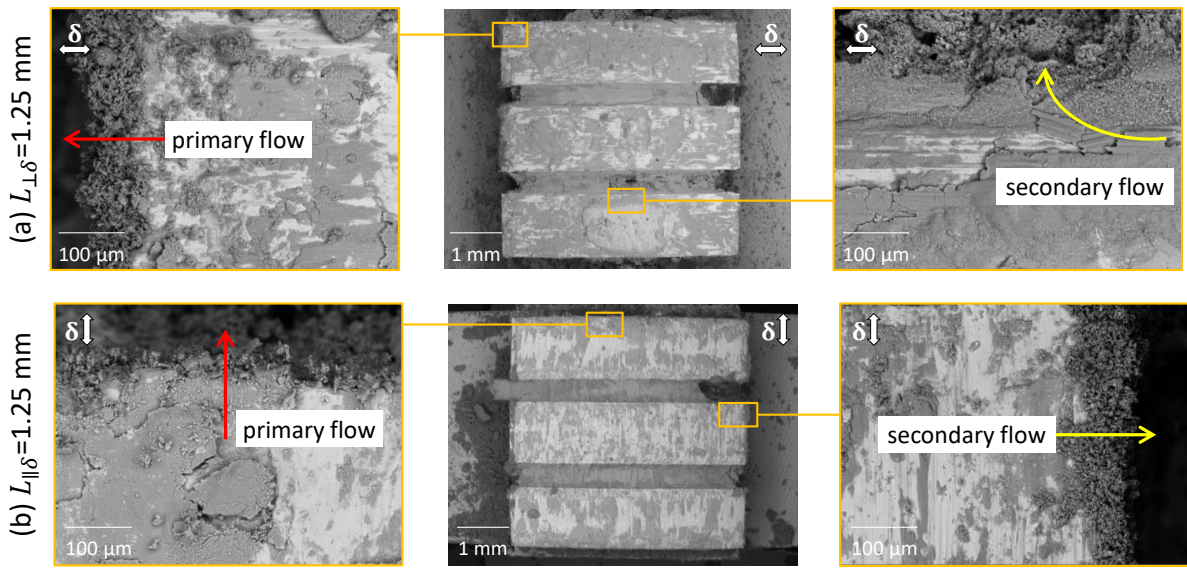 (a) L⊥δ=1.25 mm
δ
primary flow
100 µm
δ
1 mm
δ
secondary flow
100 µm
(b) L∥δ=1.25 mm
δ
primary flow
100 µm
δ
1 mm
δ
secondary flow
100 µm